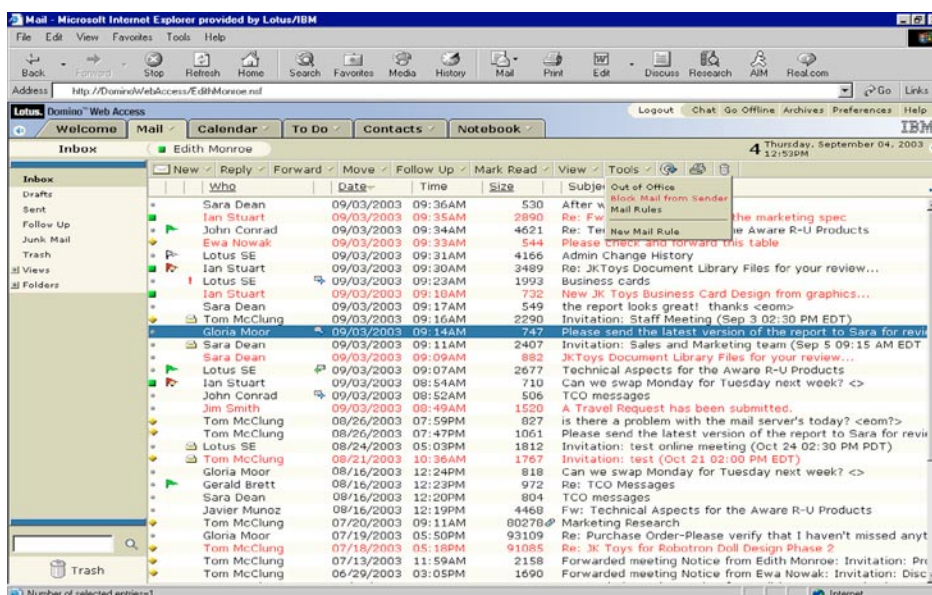 Mail - Microsoft Internet Explorer provided by Lotus/IBM
File Edit View Favorites Tools Help
Back Forward Stop Refresh Home Search Favorites Media History Mail Print Edit Discuss Research AIM Real.com
Address http://DominoWebAccess/EdithMonroe.nsf Go Links
Lotus. Domino Web Access Logout Chat Go Offline Archives Preferences Help
Welcome Mail Calendar To Do Contacts Notebook IBM
Inbox Edith Monroe 4 Thursday, September 04, 2003
12:53PM
New Reply Forward Move Follow Up Mark Read View Tools
Inbox
Drafts
Sent
Follow Up
Junk Mail
Trash
Views
Folders
Out of Office
Block Mail from Sender
Mail Rules
New Mail Rule
Who Date Time Size Subje
Sara Dean 09/03/2003 09:36AM 530 After w
Ian Stuart 09/03/2003 09:35AM 2890 Re: Fw the marketing spec
John Conrad 09/03/2003 09:34AM 4621 Re: Te the Aware R-U Products
Ewa Nowak 09/03/2003 09:33AM 544 Please check and forward this table
Lotus SE 09/03/2003 09:31AM 4166 Admin Change History
Ian Stuart 09/03/2003 09:30AM 3489 Re: JKToys Document Library Files for your review...
! Lotus SE 09/03/2003 09:23AM 1993 Business cards
Ian Stuart 09/03/2003 09:18AM 732 New JK Toys Business Card Design from graphics...
Sara Dean 09/03/2003 09:17AM 549 the report looks great! thanks <eom>
Tom McClung 09/03/2003 09:16AM 2290 Invitation: Staff Meeting (Sep 3 02:30 PM EDT)
Gloria Moor 09/03/2003 09:14AM 747 Please send the latest version of the report to Sara for revi
Sara Dean 09/03/2003 09:11AM 2407 Invitation: Sales and Marketing team (Sep 5 09:15 AM EDT
Sara Dean 09/03/2003 09:09AM 882 JKToys Document Library Files for your review...
Lotus SE 09/03/2003 09:07AM 2677 Technical Aspects for the Aware R-U Products
Ian Stuart 09/03/2003 08:54AM 710 Can we swap Monday for Tuesday next week? <>
John Conrad 09/03/2003 08:52AM 506 TCO messages
Jim Smith 09/03/2003 08:49AM 1520 A Travel Request has been submitted.
Tom McClung 08/26/2003 07:59PM 827 is there a problem with the mail server's today? <eom?>
Tom McClung 08/26/2003 07:47PM 1061 Please send the latest version of the report to Sara for revie
Lotus SE 08/24/2003 05:03PM 1812 Invitation: test online meeting (Oct 24 02:30 PM PDT)
Tom McClung 08/21/2003 10:36AM 1767 Invitation: test (Oct 21 02:00 PM EDT)
Gloria Moor 08/16/2003 12:24PM 818 Can we swap Monday for Tuesday next week? <>
Gerald Brett 08/16/2003 12:23PM 972 Re: TCO Messages
Sara Dean 08/16/2003 12:20PM 804 TCO messages
Javier Munoz 08/16/2003 12:19PM 4468 Fw: Technical Aspects for the Aware R-U Products
Tom McClung 07/20/2003 09:11AM 80278 Marketing Research
Gloria Moor 07/19/2003 05:50PM 93109 Re: Purchase Order-Please verify that I haven't missed anyt
Tom McClung 07/18/2003 05:18PM 91085 Re: JK Toys for Robotron Doll Design Phase 2
Tom McClung 07/13/2003 11:59AM 2158 Forwarded meeting Notice from Edith Monroe: Invitation: Pro
Tom McClung 06/29/2003 03:05PM 1690 Forwarded meeting Notice from Ewa Nowak: Invitation: Disc
Trash
Number of selected entries=1 Internet